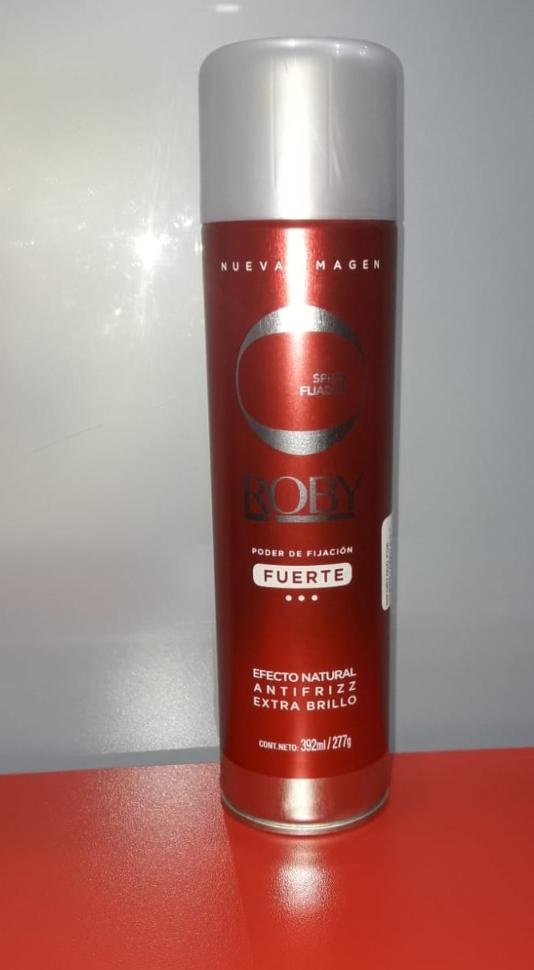 NUEVA IMAGEN
SPRAY
FIJADOR
ROBY
PODER DE FIJACIÓN
FUERTE
EFECTO NATURAL
ANTIFRIZZ
EXTRA BRILLO
CONT.NETO: 392ml/277g